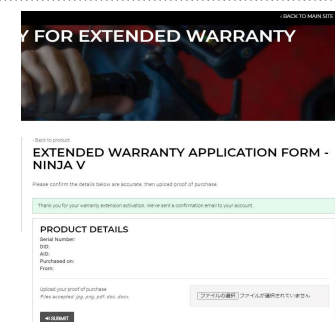 ‹ BACK TO MAIN SITE
Y FOR EXTENDED WARRANTY
‹ Back to product
EXTENDED WARRANTY APPLICATION FORM -
NINJA V
Please confirm the details below are accurate, then upload proof of purchase.
Thank you for your warranty extension activation. We've sent a confirmation email to your account.
PRODUCT DETAILS
Serial Number:
DID:
AID:
Purchased on:
From:
Upload your proof of purchase
Files accepted: jpg, png, pdf, doc, docx.
ファイルの選択 ファイルが選択されていません
SUBMIT